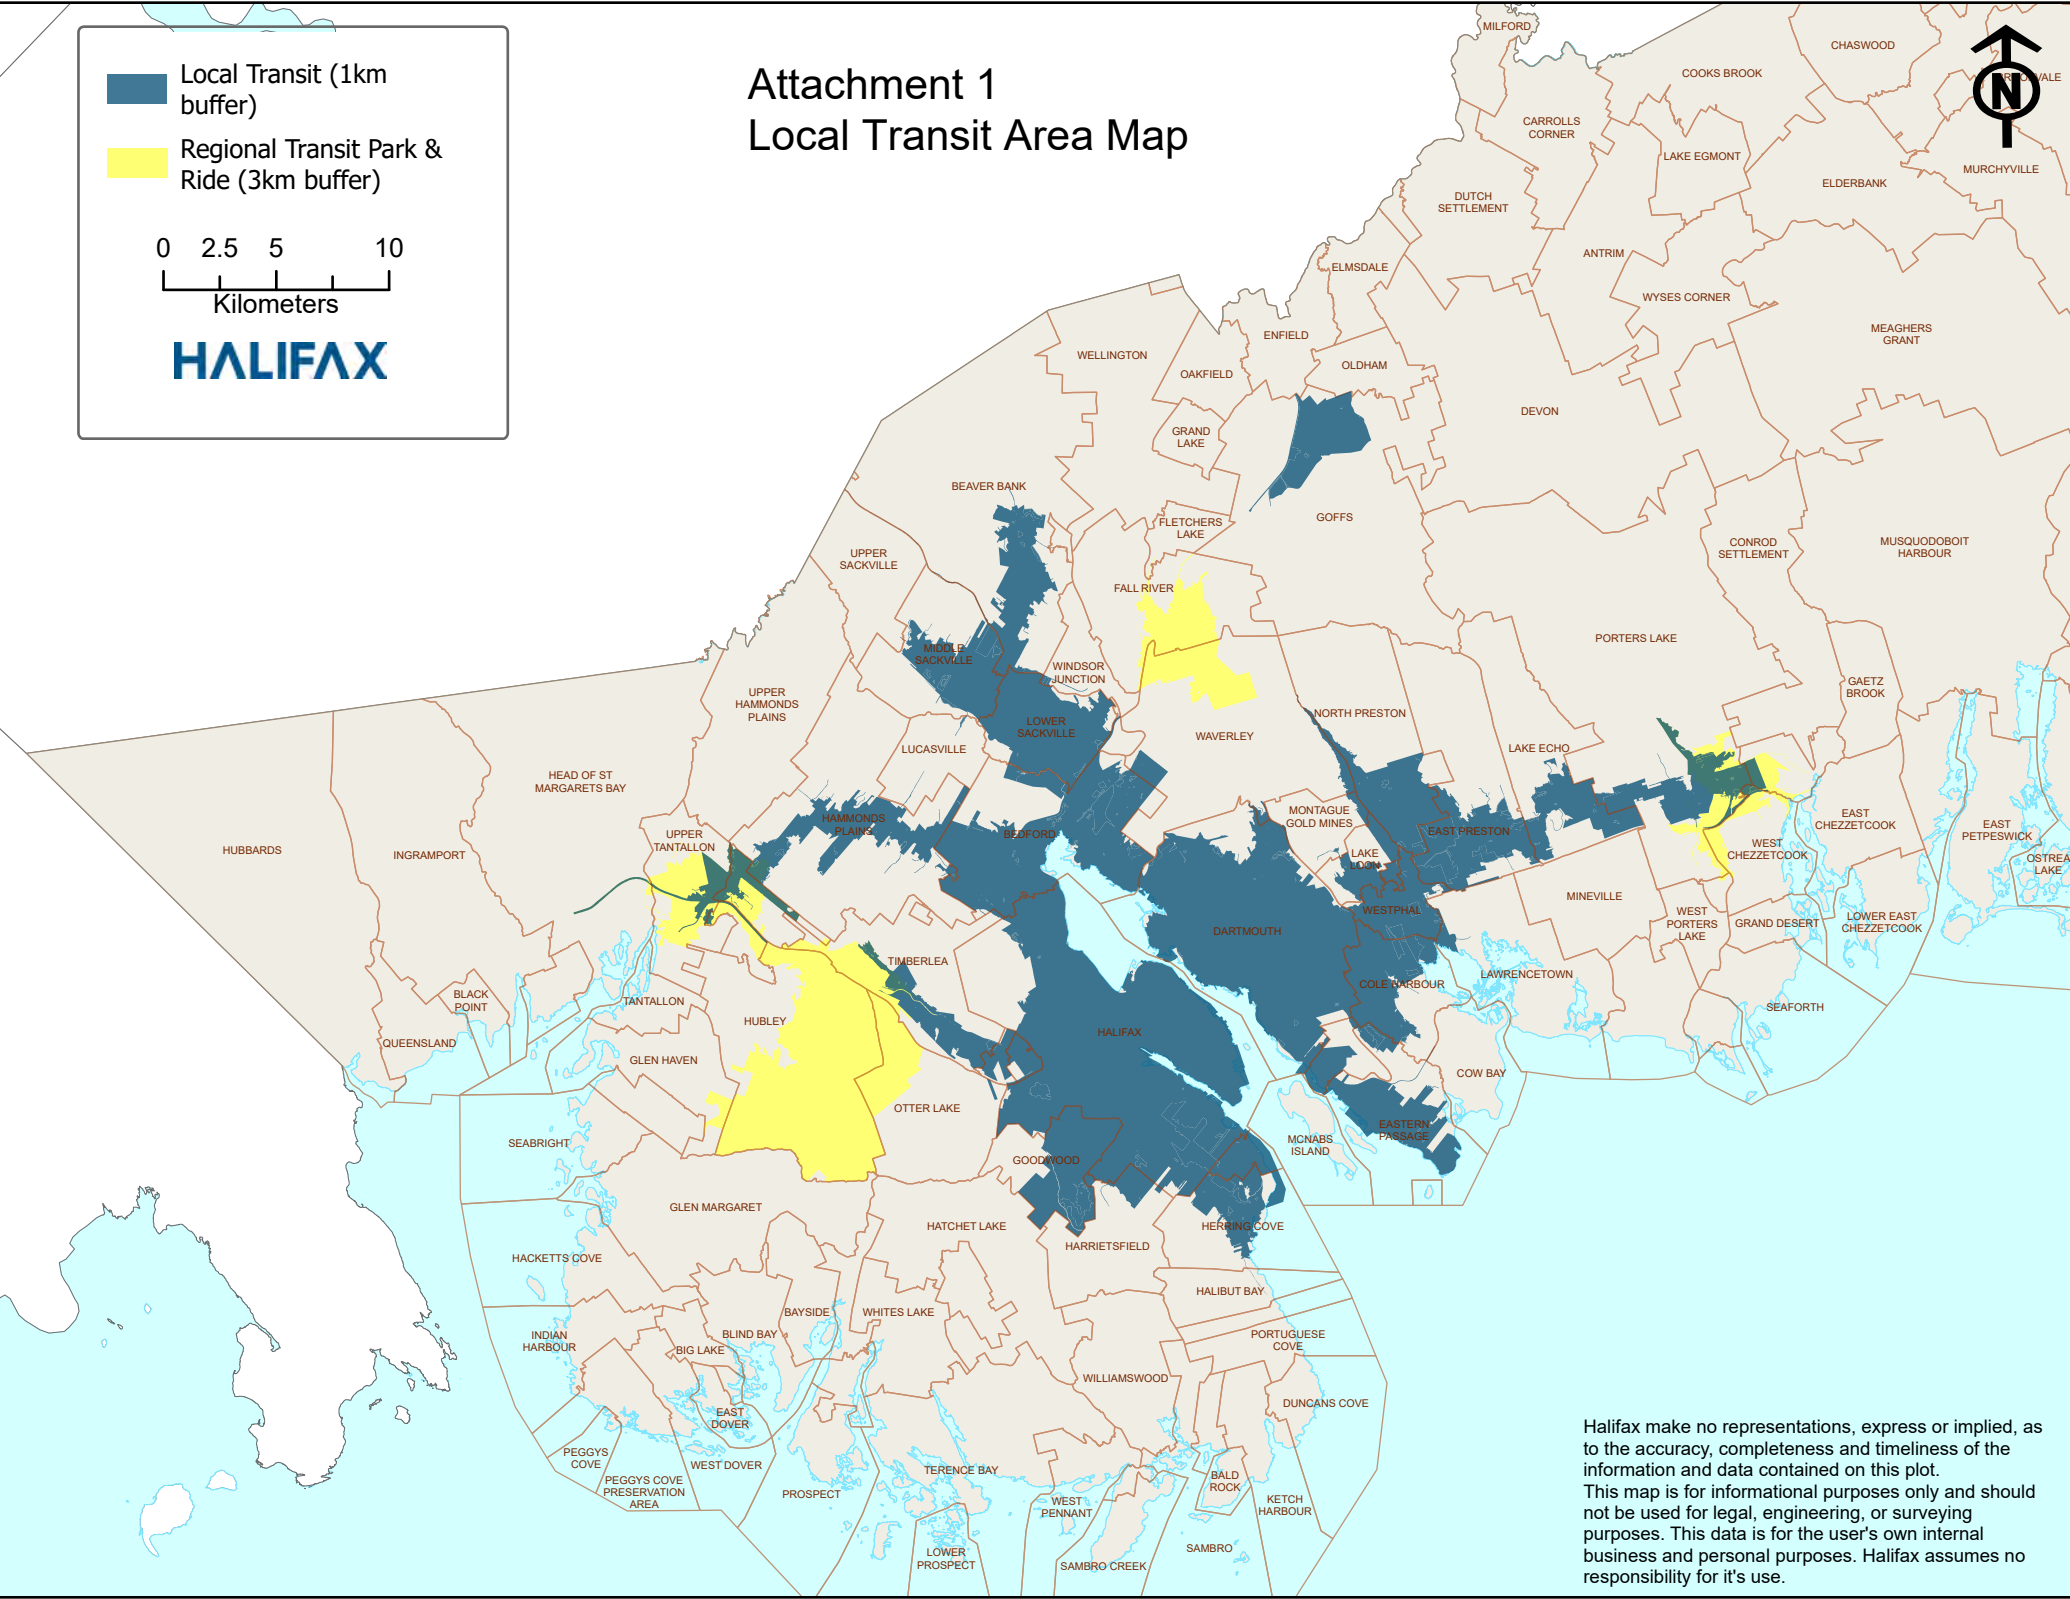 Local Transit (1km
buffer)
Regional Transit Park &
Ride (3km buffer)
0 2.5 5 10
Kilometers
HALIFAX
Attachment 1
Local Transit Area Map
N
MILFORD
CHASWOOD
COOKS BROOK
CARROLLS
CORNER
LAKE EGMONT
MURCHYVILLE
ELDERBANK
DUTCH
SETTLEMENT
ANTRIM
ELMSDALE
WYSES CORNER
MEAGHERS
GRANT
ENFIELD
WELLINGTON
OAKFIELD
OLDHAM
DEVON
GRAND
LAKE
BEAVER BANK
GOFFS
FLETCHERS
LAKE
CONROD
SETTLEMENT
MUSQUODOBOIT
HARBOUR
UPPER
SACKVILLE
FALL RIVER
PORTERS LAKE
MIDDLE
SACKVILLE
WINDSOR
JUNCTION
GAETZ
BROOK
UPPER
HAMMONDS
PLAINS
NORTH PRESTON
LOWER
SACKVILLE
WAVERLEY
LUCASVILLE
LAKE ECHO
HEAD OF ST
MARGARETS BAY
HAMMONDS
PLAINS
MONTAGUE
GOLD MINES
EAST
CHEZZETCOOK
EAST
PETPESWICK
UPPER
TANTALLON
BEDFORD
EAST PRESTON
WEST
CHEZZETCOOK
HUBBARDS
INGRAMPORT
LAKE
LOON
OSTREA
LAKE
MINEVILLE
WESTPHAL
WEST
PORTERS
LAKE
GRAND DESERT
LOWER EAST
CHEZZETCOOK
DARTMOUTH
TIMBERLEA
LAWRENCETOWN
COLE HARBOUR
BLACK
POINT
TANTALLON
SEAFORTH
HUBLEY
HALIFAX
QUEENSLAND
GLEN HAVEN
COW BAY
OTTER LAKE
EASTERN
PASSAGE
SEABRIGHT
MCNABS
ISLAND
GOODWOOD
GLEN MARGARET
HATCHET LAKE
HERRING COVE
HARRIETSFIELD
HACKETTS COVE
HALIBUT BAY
BAYSIDE
WHITES LAKE
INDIAN
HARBOUR
BLIND BAY
BIG LAKE
PORTUGUESE
COVE
WILLIAMSWOOD
DUNCANS COVE
EAST
DOVER
PEGGYS
COVE
WEST DOVER
TERENCE BAY
PEGGYS COVE
PRESERVATION
AREA
PROSPECT
BALD
ROCK
WEST
PENNANT
KETCH
HARBOUR
SAMBRO
LOWER
PROSPECT
SAMBRO CREEK
Halifax make no representations, express or implied, as
to the accuracy, completeness and timeliness of the
information and data contained on this plot.
This map is for informational purposes only and should
not be used for legal, engineering, or surveying
purposes. This data is for the user's own internal
business and personal purposes. Halifax assumes no
responsibility for it's use.